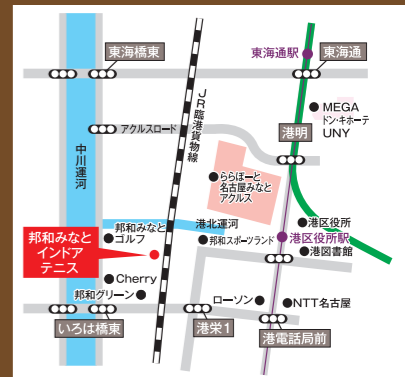 東海橋東
東海通駅
東海通
JR臨港貨物線
MEGA
ドン・キホーテ
UNY
アクルスロード
港明
中川運河
ららぽーと
名古屋みなと
アクルス
邦和みなと
ゴルフ
港北運河
港区役所
港区役所駅
邦和スポーツランド
港図書館
邦和みなと
インドア
テニス
Cherry
邦和グリーン
ローソン
NTT名古屋
いろは橋東
港栄1
港電話局前